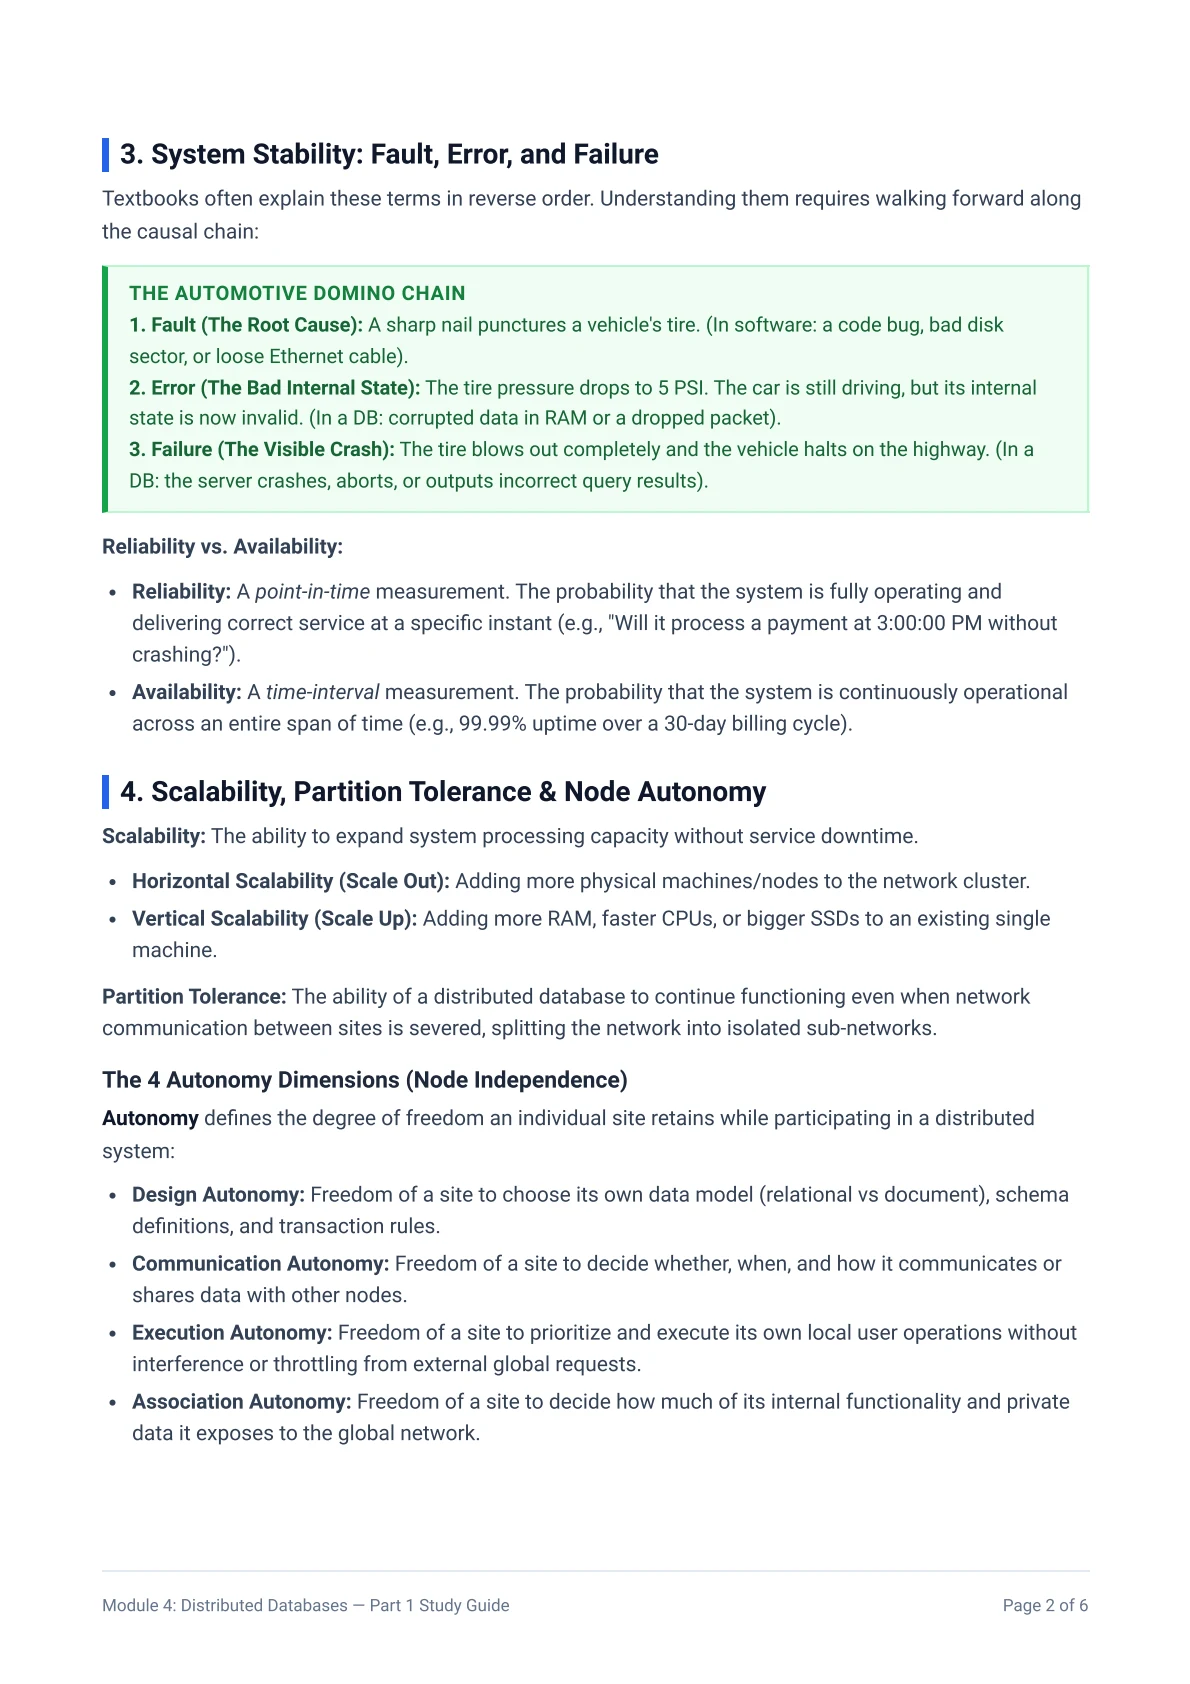 3. System Stability: Fault, Error, and Failure
Textbooks often explain these terms in reverse order. Understanding them requires walking forward along
the causal chain:
THE AUTOMOTIVE DOMINO CHAIN
1. Fault (The Root Cause): A sharp nail punctures a vehicle's tire. (In software: a code bug, bad disk
sector, or loose Ethernet cable).
2. Error (The Bad Internal State): The tire pressure drops to 5 PSI. The car is still driving, but its internal
state is now invalid. (In a DB: corrupted data in RAM or a dropped packet).
3. Failure (The Visible Crash): The tire blows out completely and the vehicle halts on the highway. (In a
DB: the server crashes, aborts, or outputs incorrect query results).
Reliability vs. Availability:
• Reliability: A point-in-time measurement. The probability that the system is fully operating and
delivering correct service at a specific instant (e.g., "Will it process a payment at 3:00:00 PM without
crashing?").
• Availability: A time-interval measurement. The probability that the system is continuously operational
across an entire span of time (e.g., 99.99% uptime over a 30-day billing cycle).
4. Scalability, Partition Tolerance & Node Autonomy
Scalability: The ability to expand system processing capacity without service downtime.
• Horizontal Scalability (Scale Out): Adding more physical machines/nodes to the network cluster.
• Vertical Scalability (Scale Up): Adding more RAM, faster CPUs, or bigger SSDs to an existing single
machine.
Partition Tolerance: The ability of a distributed database to continue functioning even when network
communication between sites is severed, splitting the network into isolated sub-networks.
The 4 Autonomy Dimensions (Node Independence)
Autonomy defines the degree of freedom an individual site retains while participating in a distributed
system:
• Design Autonomy: Freedom of a site to choose its own data model (relational vs document), schema
definitions, and transaction rules.
• Communication Autonomy: Freedom of a site to decide whether, when, and how it communicates or
shares data with other nodes.
• Execution Autonomy: Freedom of a site to prioritize and execute its own local user operations without
interference or throttling from external global requests.
• Association Autonomy: Freedom of a site to decide how much of its internal functionality and private
data it exposes to the global network.
Module 4: Distributed Databases — Part 1 Study Guide
Page 2 of 6